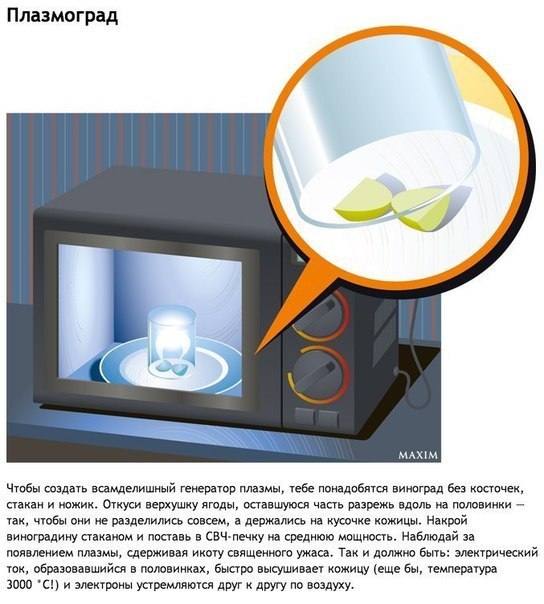 Плазмоград
MAXIM
Чтобы создать всамделишный генератор плазмы, тебе понадобятся виноград без косточек,
стакан и ножик. Откуси верхушку ягоды, оставшуюся часть разрежь вдоль на половинки —
так, чтобы они не разделились совсем, а держались на кусочке кожицы. Накрой
виноградину стаканом и поставь в СВЧ-печку на среднюю мощность. Наблюдай за
появлением плазмы, сдерживая икоту священного ужаса. Так и должно быть: электрический
ток, образовавшийся в половинках, быстро высушивает кожицу (еще бы, температура
3000 °C!) и электроны устремляются друг к другу по воздуху.